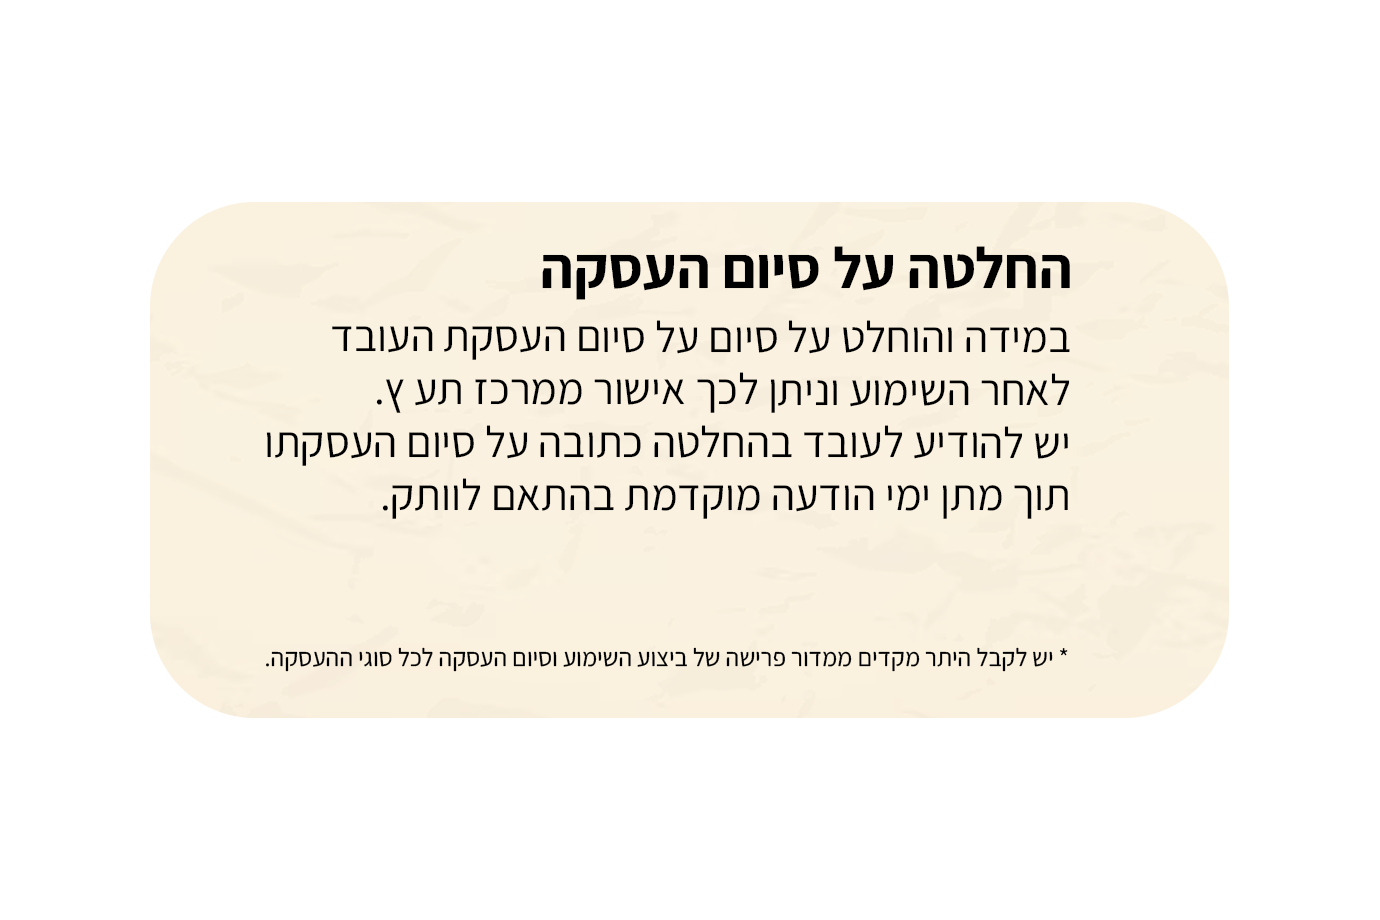 החלטה על סיום העסקה
במידה והוחלט על סיום על סיום העסקת העובד
לאחר השימוע וניתן לכך אישור ממרכז תע ץ.
יש להודיע לעובד בהחלטה כתובה על סיום העסקתו
תוך מתן ימי הודעה מוקדמת בהתאם לוותק.
* יש לקבל היתר מקדים ממדור פרישה של ביצוע השימוע וסיום העסקה לכל סוגי ההעסקה.